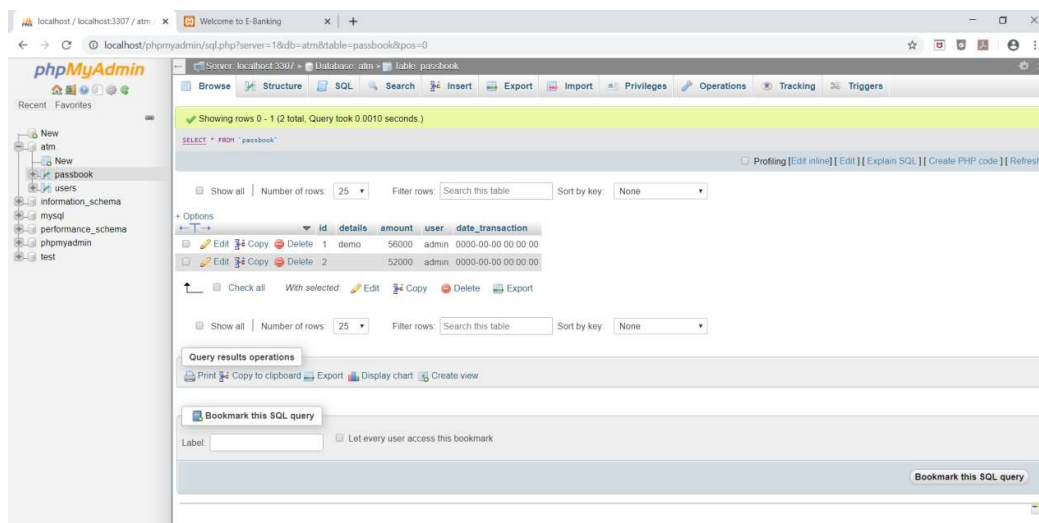 localhost / localhost:3307 / atm / × Welcome to E-Banking ×
localhost/phpmyadmin/sql.php?server=1&db=atm&table=passbook&pos=0
phpMyAdmin
Server: localhost:3307 » Database: atm » Table: passbook
Browse Structure SQL Search Insert Export Import Privileges Operations Tracking Triggers
Recent Favorites
New
atm
New
passbook
users
information_schema
mysql
performance_schema
phpmyadmin
test
Showing rows 0 - 1 (2 total, Query took 0.0010 seconds.)
SELECT * FROM `passbook`
Profiling [Edit inline] [ Edit ] [ Explain SQL ] [ Create PHP code ] [ Refresh
Show all | Number of rows: 25 Filter rows: Search this table Sort by key: None
+ Options
id details amount user date_transaction
Edit Copy Delete 1 demo 56000 admin 0000-00-00 00:00:00
Edit Copy Delete 2 52000 admin 0000-00-00 00:00:00
Check all With selected: Edit Copy Delete Export
Show all | Number of rows: 25 Filter rows: Search this table Sort by key: None
Query results operations
Print Copy to clipboard Export Display chart Create view
Bookmark this SQL query
Label: Let every user access this bookmark
Bookmark this SQL query